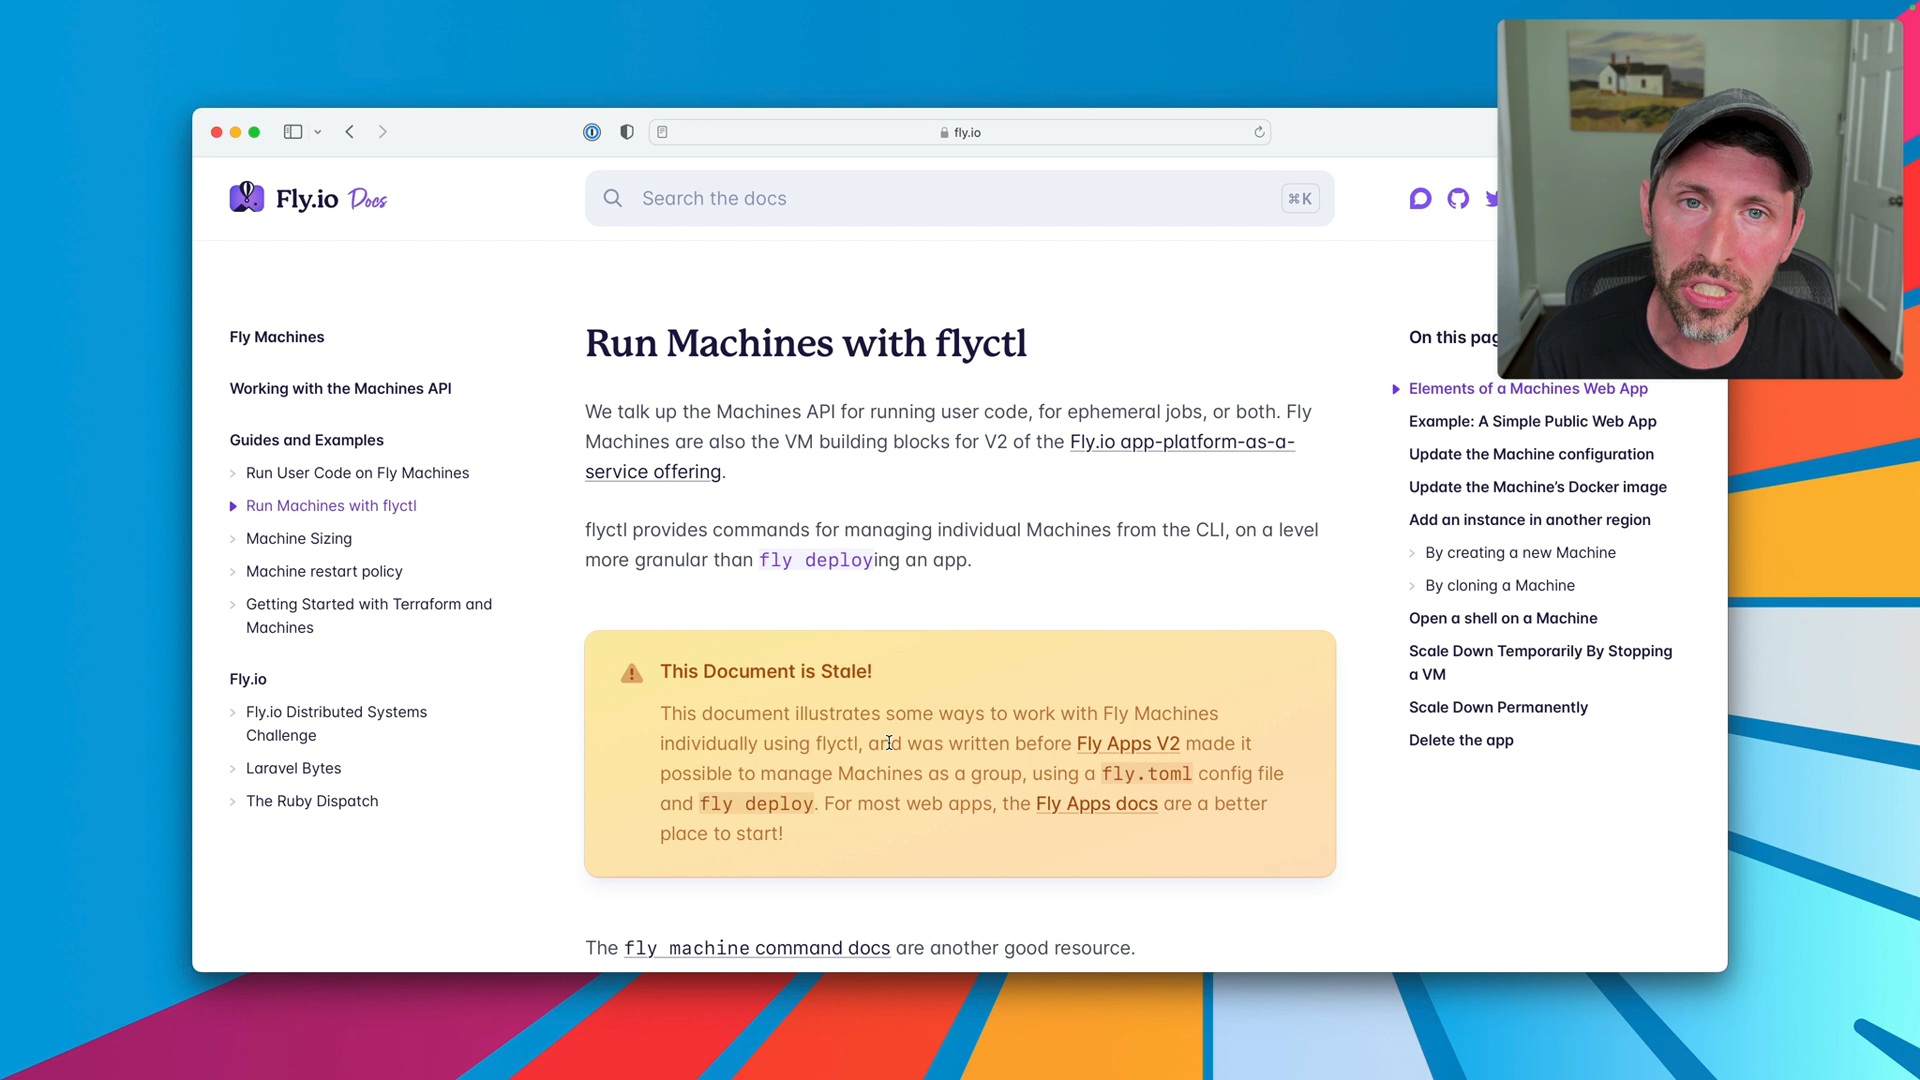 fly.io
Fly.io Docs
Search the docs
⌘K
Fly Machines
Working with the Machines API
Guides and Examples
Run User Code on Fly Machines
Run Machines with flyctl
Machine Sizing
Machine restart policy
Getting Started with Terraform and
Machines
Fly.io
Fly.io Distributed Systems
Challenge
Laravel Bytes
The Ruby Dispatch
Run Machines with flyctl
We talk up the Machines API for running user code, for ephemeral jobs, or both. Fly
Machines are also the VM building blocks for V2 of the Fly.io app-platform-as-a-
service offering.
flyctl provides commands for managing individual Machines from the CLI, on a level
more granular than fly deploying an app.
This Document is Stale!
This document illustrates some ways to work with Fly Machines
individually using flyctl, and was written before Fly Apps V2 made it
possible to manage Machines as a group, using a fly.toml config file
and fly deploy. For most web apps, the Fly Apps docs are a better
place to start!
The fly machine command docs are another good resource.
On this pag
Elements of a Machines Web App
Example: A Simple Public Web App
Update the Machine configuration
Update the Machine's Docker image
Add an instance in another region
By creating a new Machine
By cloning a Machine
Open a shell on a Machine
Scale Down Temporarily By Stopping
a VM
Scale Down Permanently
Delete the app